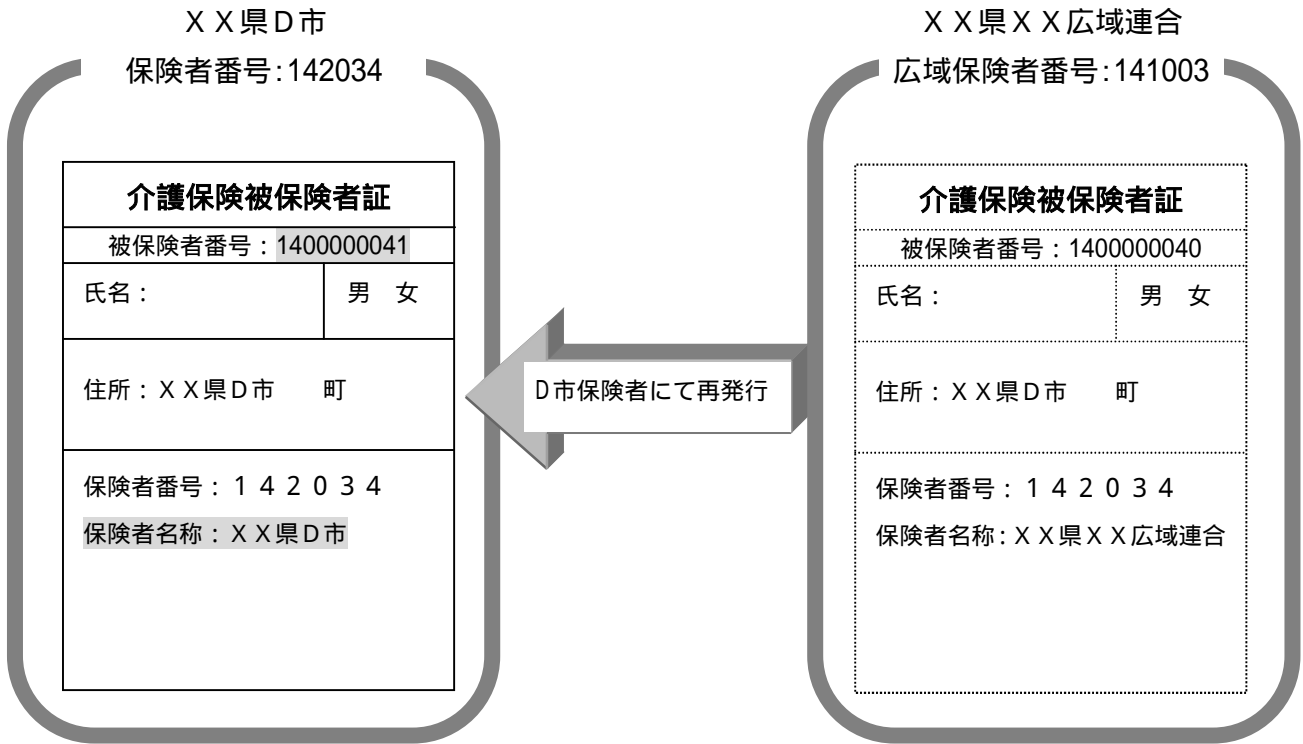 ＸＸ県Ｄ市
保険者番号:142034
介護保険被保険者証
被保険者番号：1400000041
氏名：
男　女
住所：ＸＸ県Ｄ市　　町
保険者番号：１４２０３４
保険者名称：ＸＸ県Ｄ市
D市保険者にて再発行
ＸＸ県ＸＸ広域連合
広域保険者番号:141003
介護保険被保険者証
被保険者番号：1400000040
氏名：
男　女
住所：ＸＸ県Ｄ市　　町
保険者番号：１４２０３４
保険者名称：ＸＸ県ＸＸ広域連合